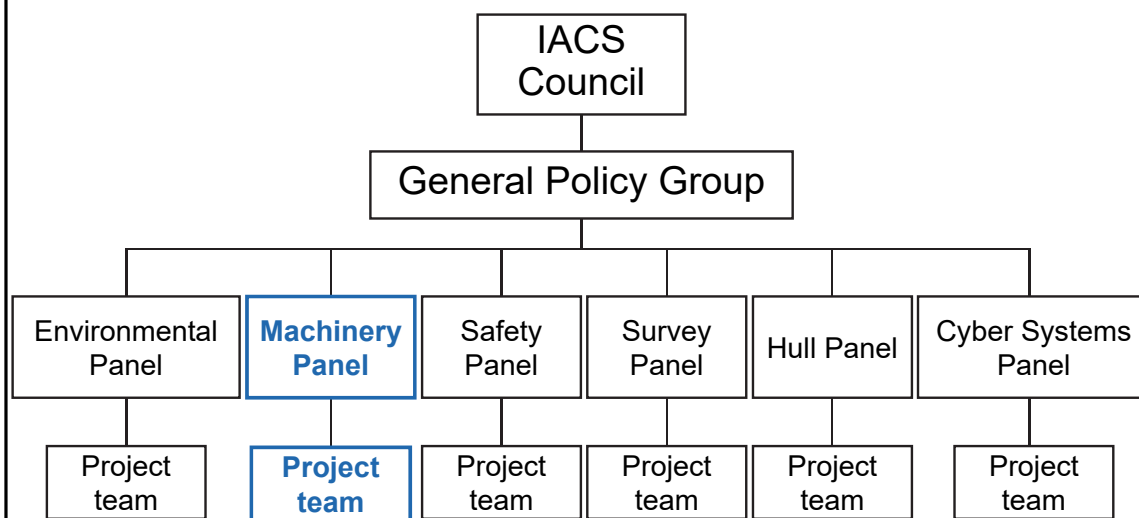 IACS
Council
General Policy Group
Environmental
Panel
Machinery
Panel
Safety
Panel
Survey
Panel
Hull Panel
Cyber Systems
Panel
Project
team
Project
team
Project
team
Project
team
Project
team
Project
team